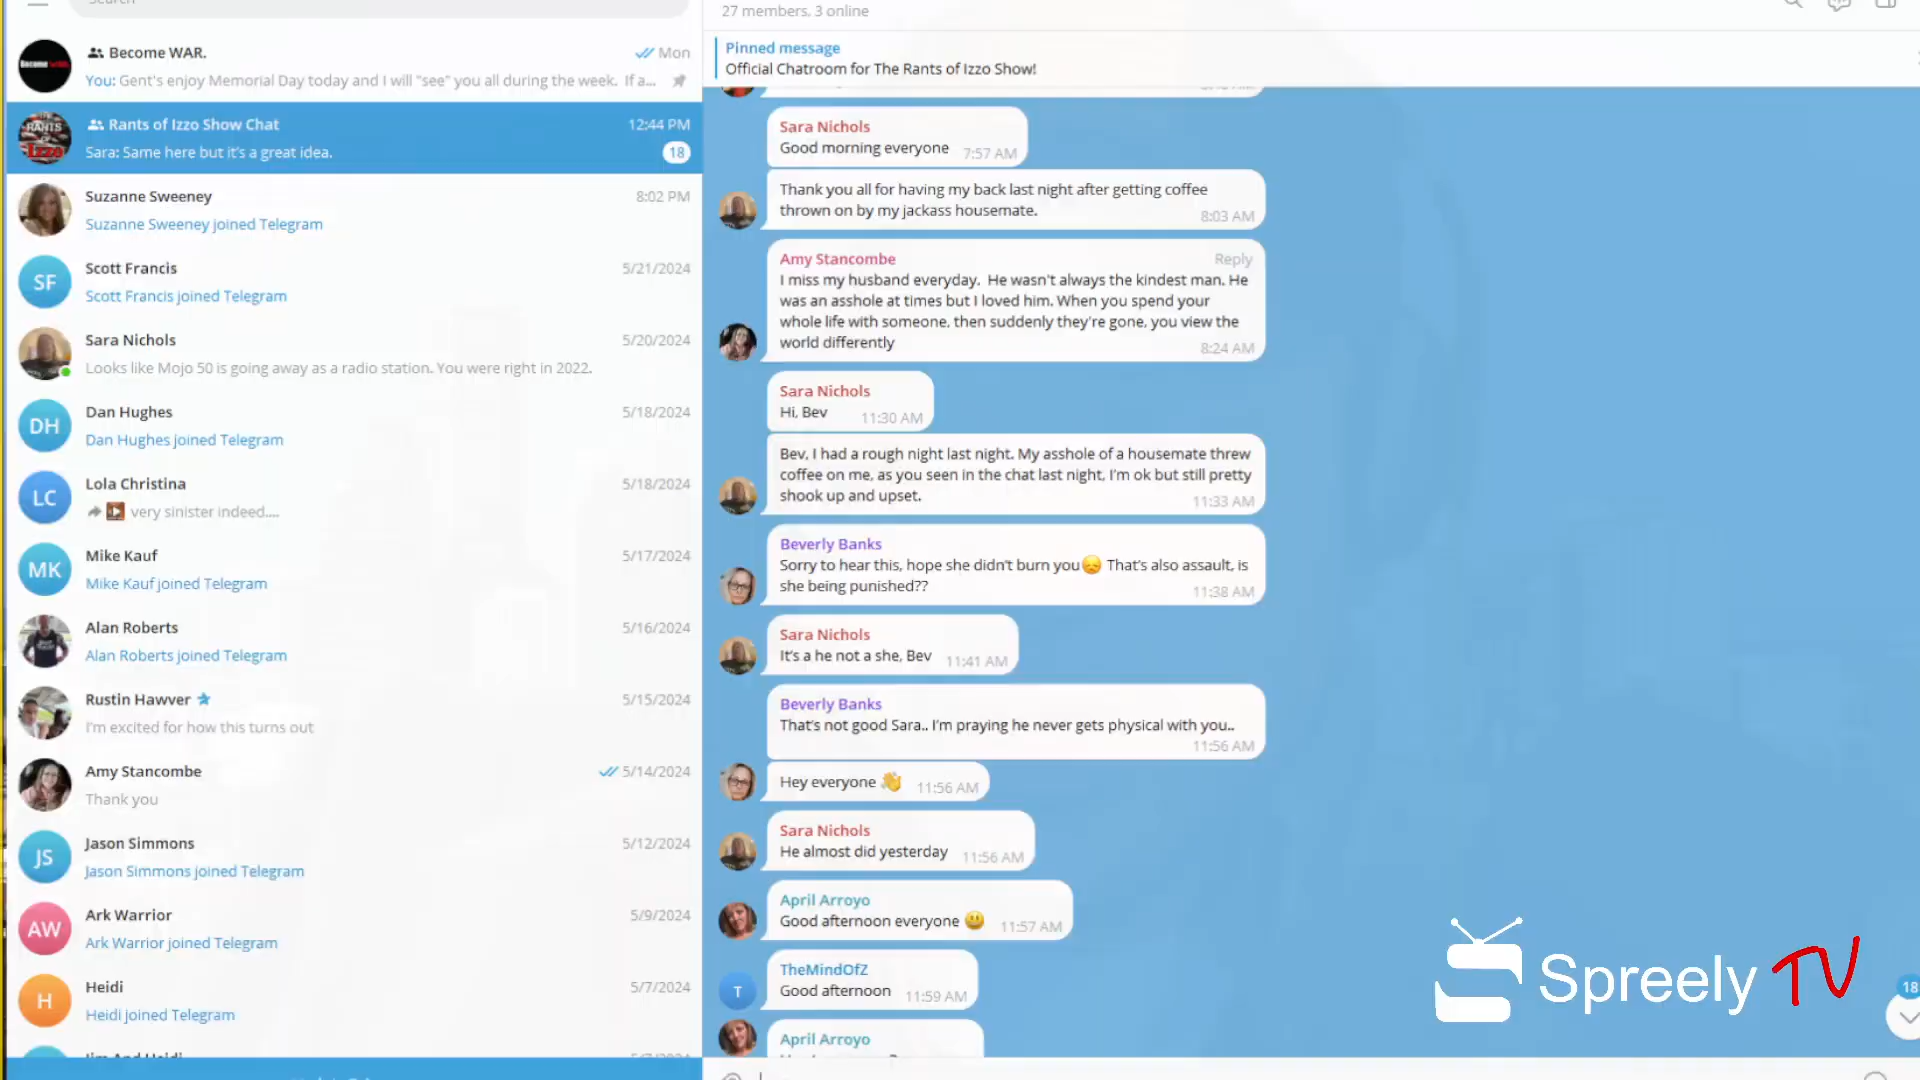 Search
Become WAR.
Mon
You: Gent's enjoy Memorial Day today and I will "see" you all during the week. If a...
RANTS
Izzo
Rants of Izzo Show Chat
12:44 PM
Sara: Same here but it's a great idea.
18
Suzanne Sweeney
8:02 PM
Suzanne Sweeney joined Telegram
SF
Scott Francis
5/21/2024
Scott Francis joined Telegram
Sara Nichols
5/20/2024
Looks like Mojo 50 is going away as a radio station. You were right in 2022.
DH
Dan Hughes
5/18/2024
Dan Hughes joined Telegram
LC
Lola Christina
5/18/2024
very sinister indeed....
MK
Mike Kauf
5/17/2024
Mike Kauf joined Telegram
Alan Roberts
5/16/2024
Alan Roberts joined Telegram
Rustin Hawver
5/15/2024
I'm excited for how this turns out
Amy Stancombe
5/14/2024
Thank you
JS
Jason Simmons
5/12/2024
Jason Simmons joined Telegram
AW
Ark Warrior
5/9/2024
Ark Warrior joined Telegram
H
Heidi
5/7/2024
Heidi joined Telegram
Jim And Heidi
27 members, 3 online
Pinned message
Official Chatroom for The Rants of Izzo Show!
Sara Nichols
Good morning everyone 7:57 AM
Thank you all for having my back last night after getting coffee
thrown on by my jackass housemate.
8:03 AM
Amy Stancombe
Reply
I miss my husband everyday. He wasn't always the kindest man. He
was an asshole at times but I loved him. When you spend your
whole life with someone, then suddenly they're gone, you view the
world differently
8:24 AM
Sara Nichols
Hi, Bev 11:30 AM
Bev, I had a rough night last night. My asshole of a housemate threw
coffee on me, as you seen in the chat last night, I'm ok but still pretty
shook up and upset.
11:33 AM
Beverly Banks
Sorry to hear this, hope she didn't burn you😞 That's also assault, is
she being punished??
11:38 AM
Sara Nichols
It's a he not a she, Bev 11:41 AM
Beverly Banks
That's not good Sara.. I'm praying he never gets physical with you..
11:56 AM
Hey everyone 👋 11:56 AM
Sara Nichols
He almost did yesterday 11:56 AM
April Arroyo
Good afternoon everyone 😃 11:57 AM
T
TheMindOfZ
Good afternoon 11:59 AM
April Arroyo
Spreely TV
18